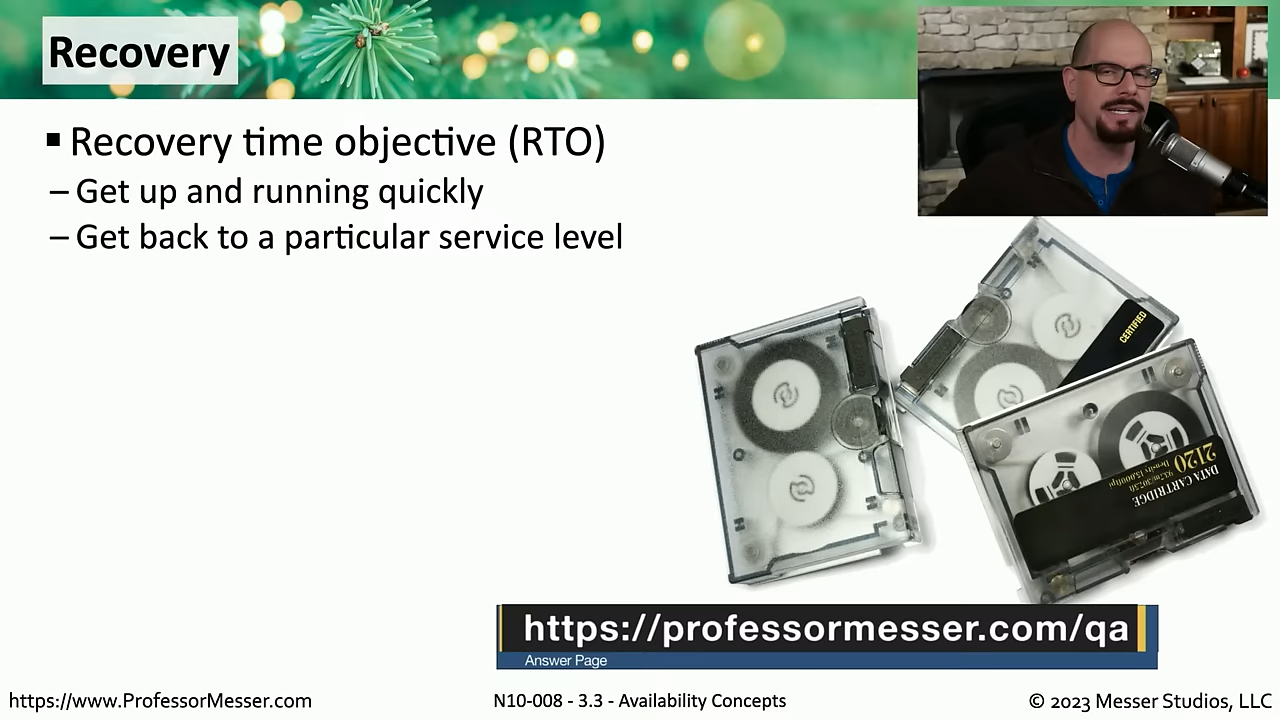 Recovery
▪ Recovery time objective (RTO)
– Get up and running quickly
– Get back to a particular service level
CERTIFIED
2120
DATA CARTRIDGE
https://professormesser.com/qa
Answer Page
https://www.ProfessorMesser.com
N10-008 - 3.3 - Availability Concepts
© 2023 Messer Studios, LLC